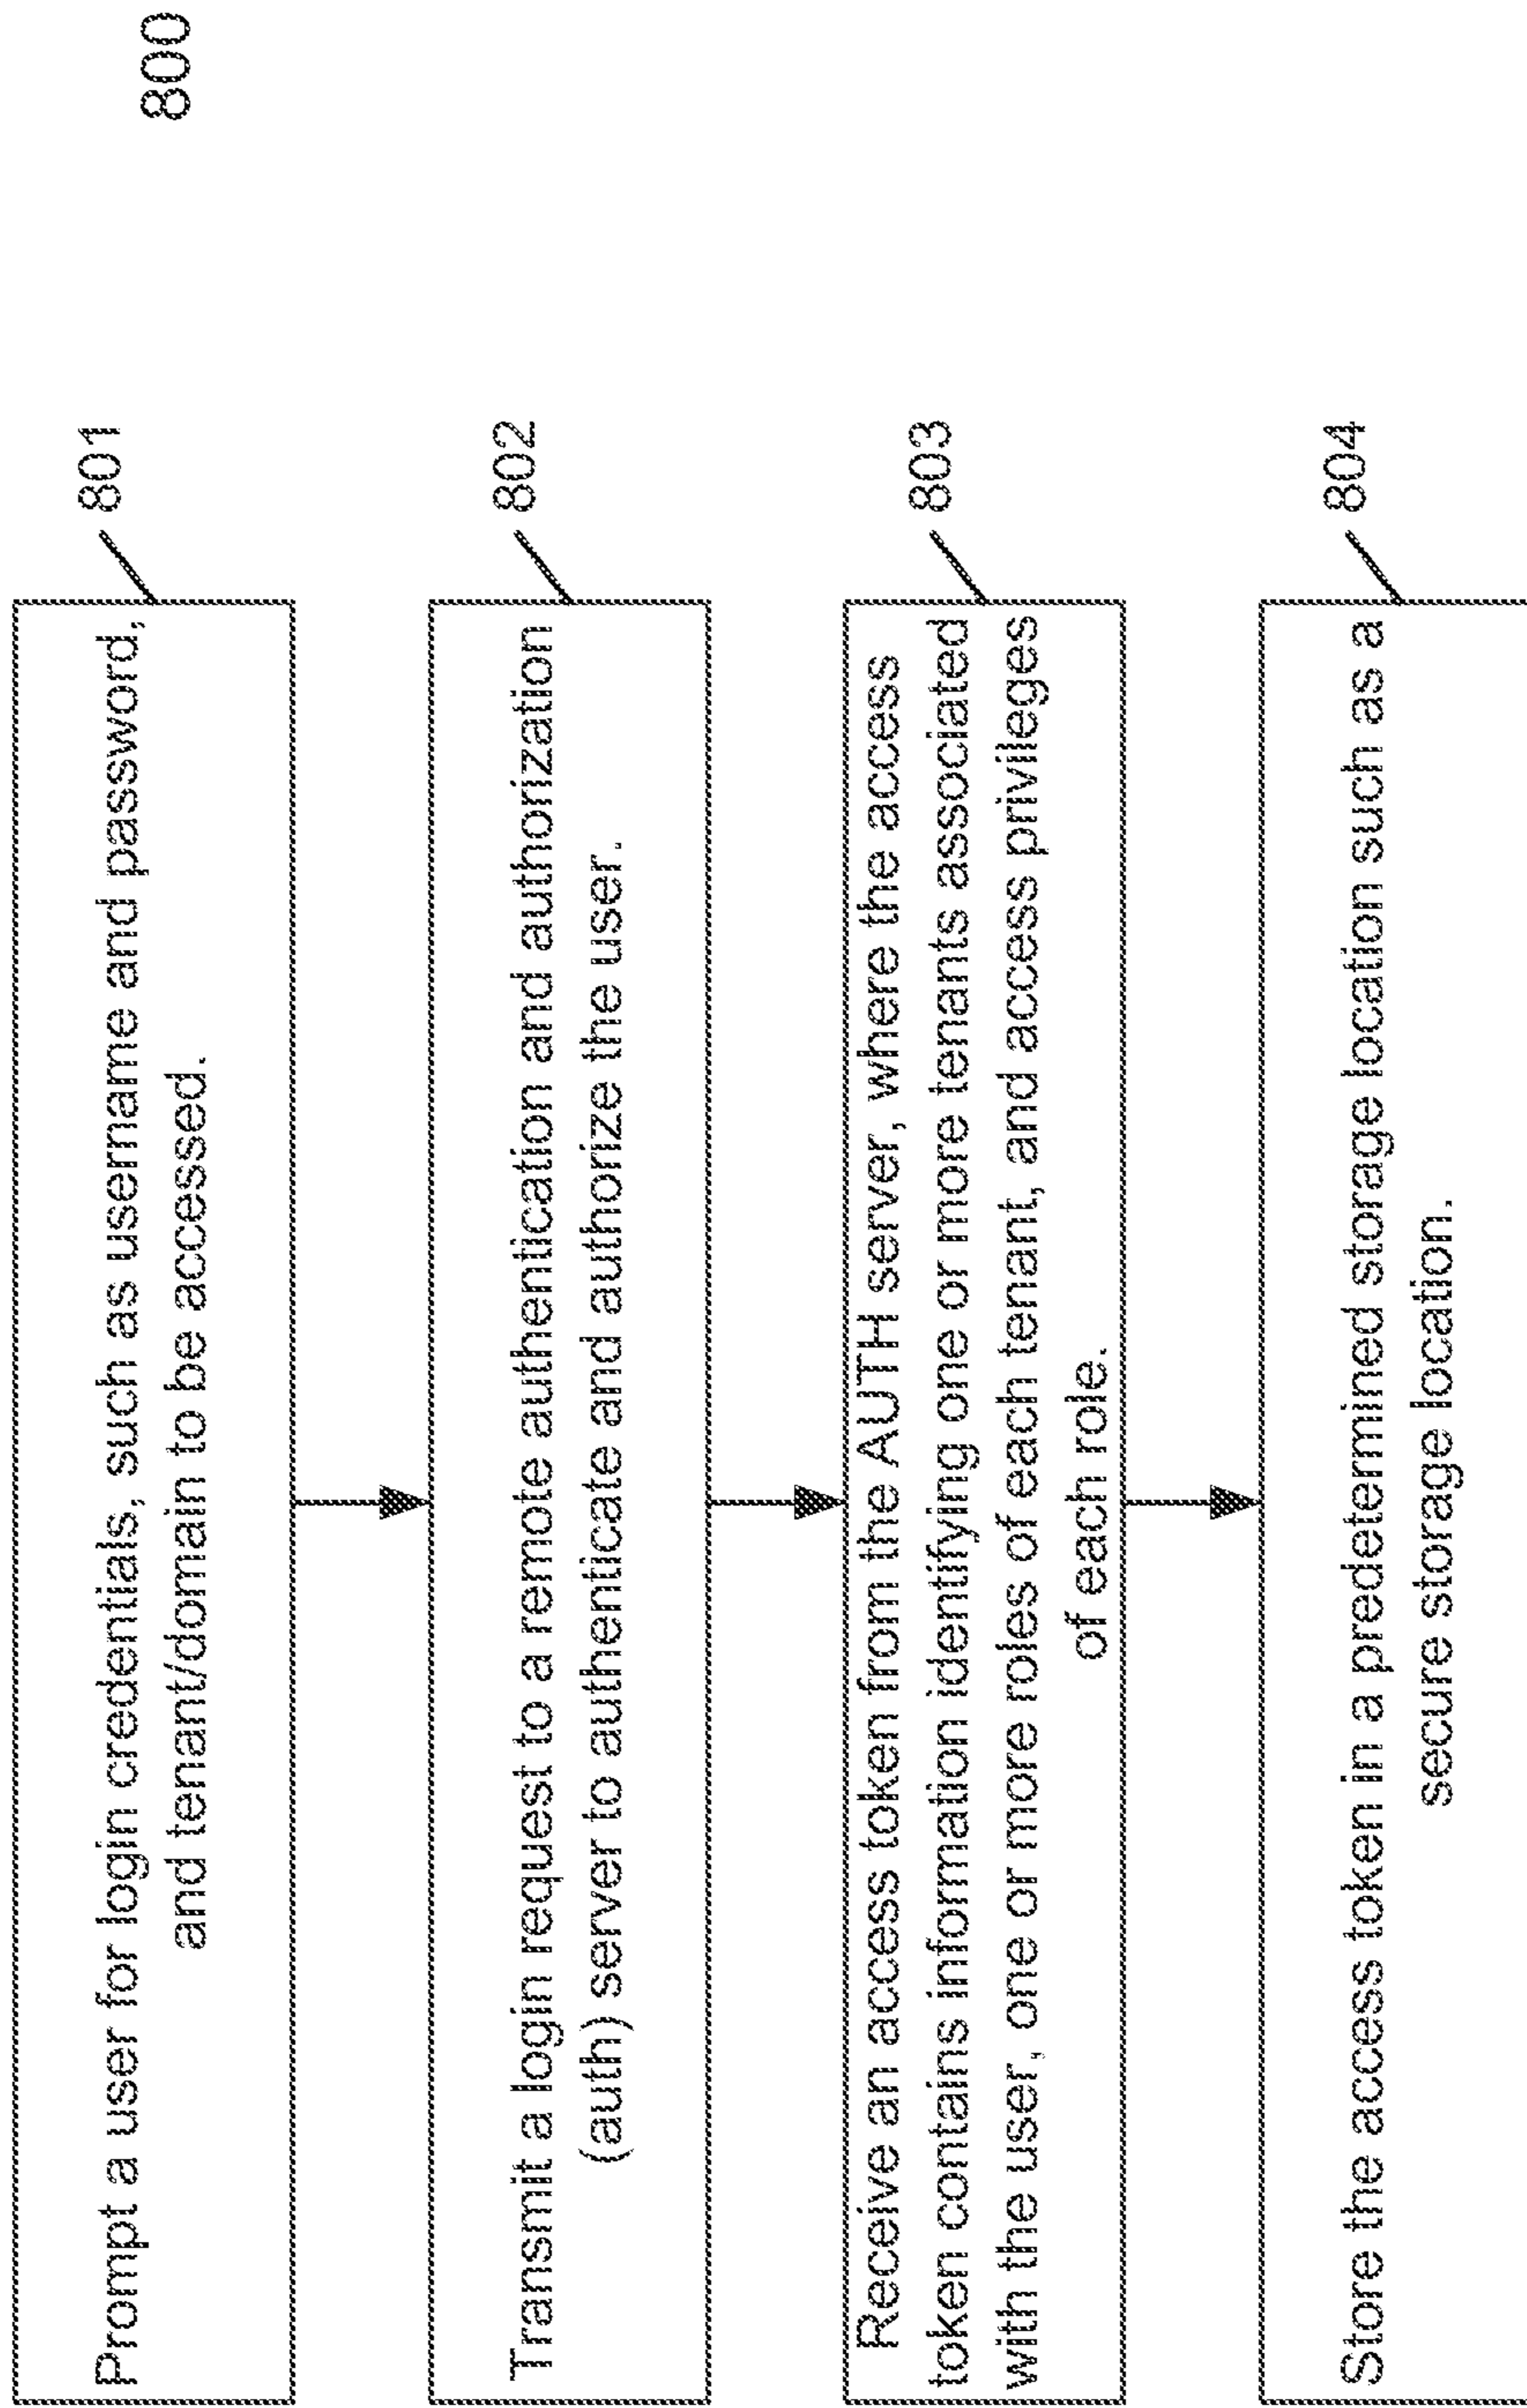 800
801
Prompt a user for login credentials, such as username and password,
and tenant/domain to be accessed.
802
Transmit a login request to a remote authentication and authorization
(auth) server to authenticate and authorize the user.
803
Receive an access token from the AUTH server, where the access
token contains information identifying one or more tenants associated
with the user, one or more roles of each tenant, and access privileges
of each role.
804
Store the access token in a predetermined storage location such as a
secure storage location.